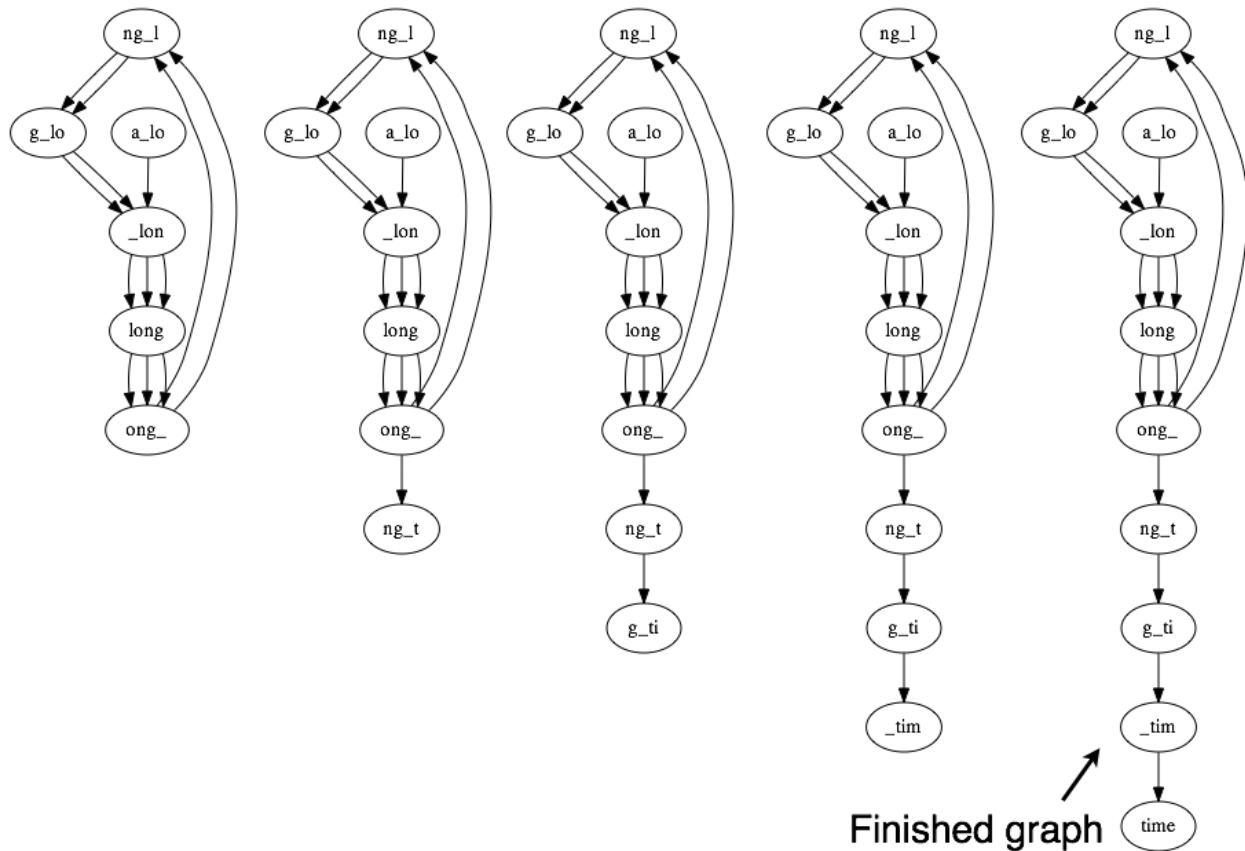 ng_l
g_lo
a_lo
_lon
long
ong_
ng_l
g_lo
a_lo
_lon
long
ong_
ng_t
ng_l
g_lo
a_lo
_lon
long
ong_
ng_t
g_ti
ng_l
g_lo
a_lo
_lon
long
ong_
ng_t
g_ti
_tim
ng_l
g_lo
a_lo
_lon
long
ong_
ng_t
g_ti
_tim
time
Finished graph